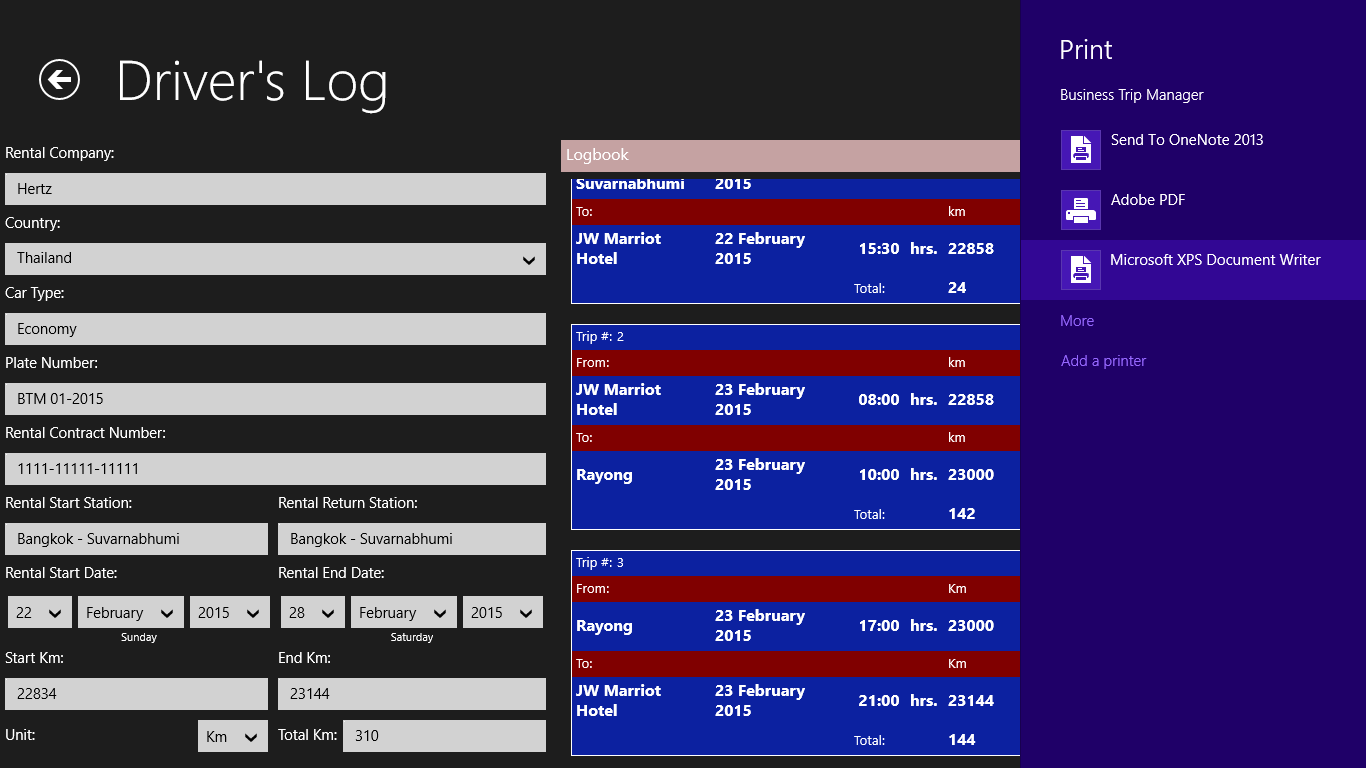 Driver's Log
Rental Company:
Hertz
Country:
Thailand
Car Type:
Economy
Plate Number:
BTM 01-2015
Rental Contract Number:
1111-11111-11111
Rental Start Station: Rental Return Station:
Bangkok - Suvarnabhumi Bangkok - Suvarnabhumi
Rental Start Date: Rental End Date:
22 February 2015 28 February 2015
Sunday Saturday
Start Km: End Km:
22834 23144
Unit: Km Total Km: 310
Logbook
Suvarnabhumi 2015
To: km
JW Marriot 22 February
15:30 hrs. 22858
Hotel 2015
Total: 24
Trip #: 2
From: km
JW Marriot 23 February
08:00 hrs. 22858
Hotel 2015
To: km
23 February
Rayong 10:00 hrs. 23000
2015
Total: 142
Trip #: 3
From: Km
23 February
Rayong 17:00 hrs. 23000
2015
To: Km
JW Marriot 23 February
21:00 hrs. 23144
Hotel 2015
Total: 144
Print
Business Trip Manager
Send To OneNote 2013
Adobe PDF
Microsoft XPS Document Writer
More
Add a printer